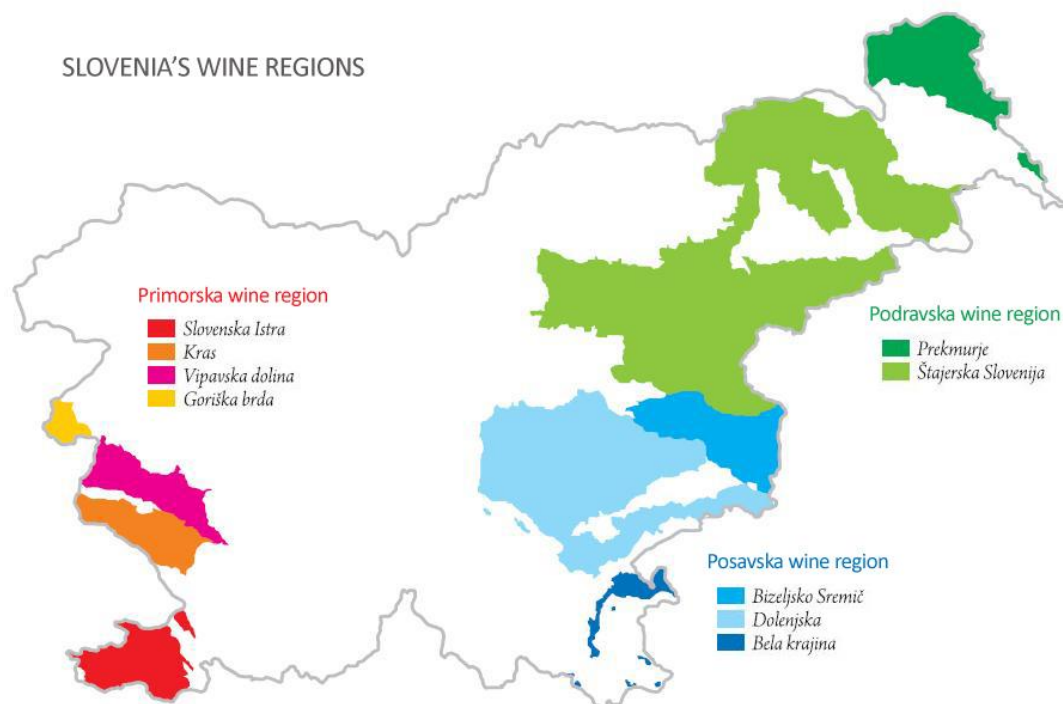 SLOVENIA'S WINE REGIONS
Primorska wine region
Slovenska Istra
Kras
Vipavska dolina
Goriška brda
Podravska wine region
Prekmurje
Štajerska Slovenija
Posavska wine region
Bizeljsko Sremič
Dolenjska
Bela krajina